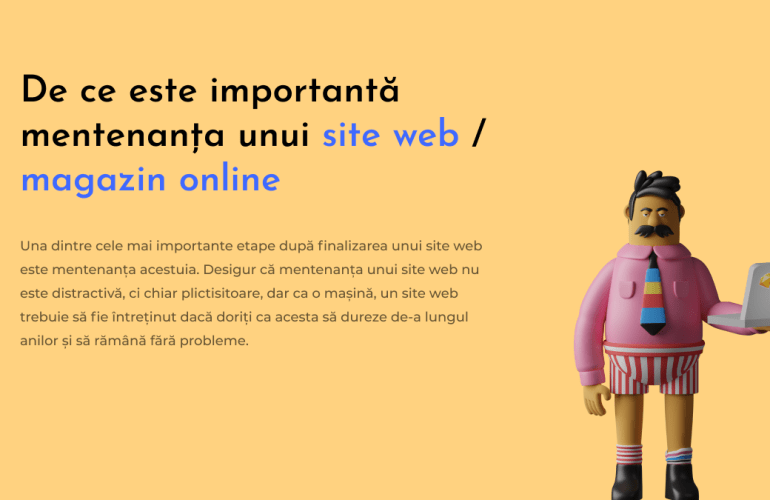 De ce este importantă
mentenanța unui site web /
magazin online
Una dintre cele mai importante etape după finalizarea unui site web
este mentenanța acestuia. Desigur că mentenanța unui site web nu
este distractivă, ci chiar plictisitoare, dar ca o mașină, un site web
trebuie să fie întreținut dacă doriți ca acesta să dureze de-a lungul
anilor și să rămână fără probleme.